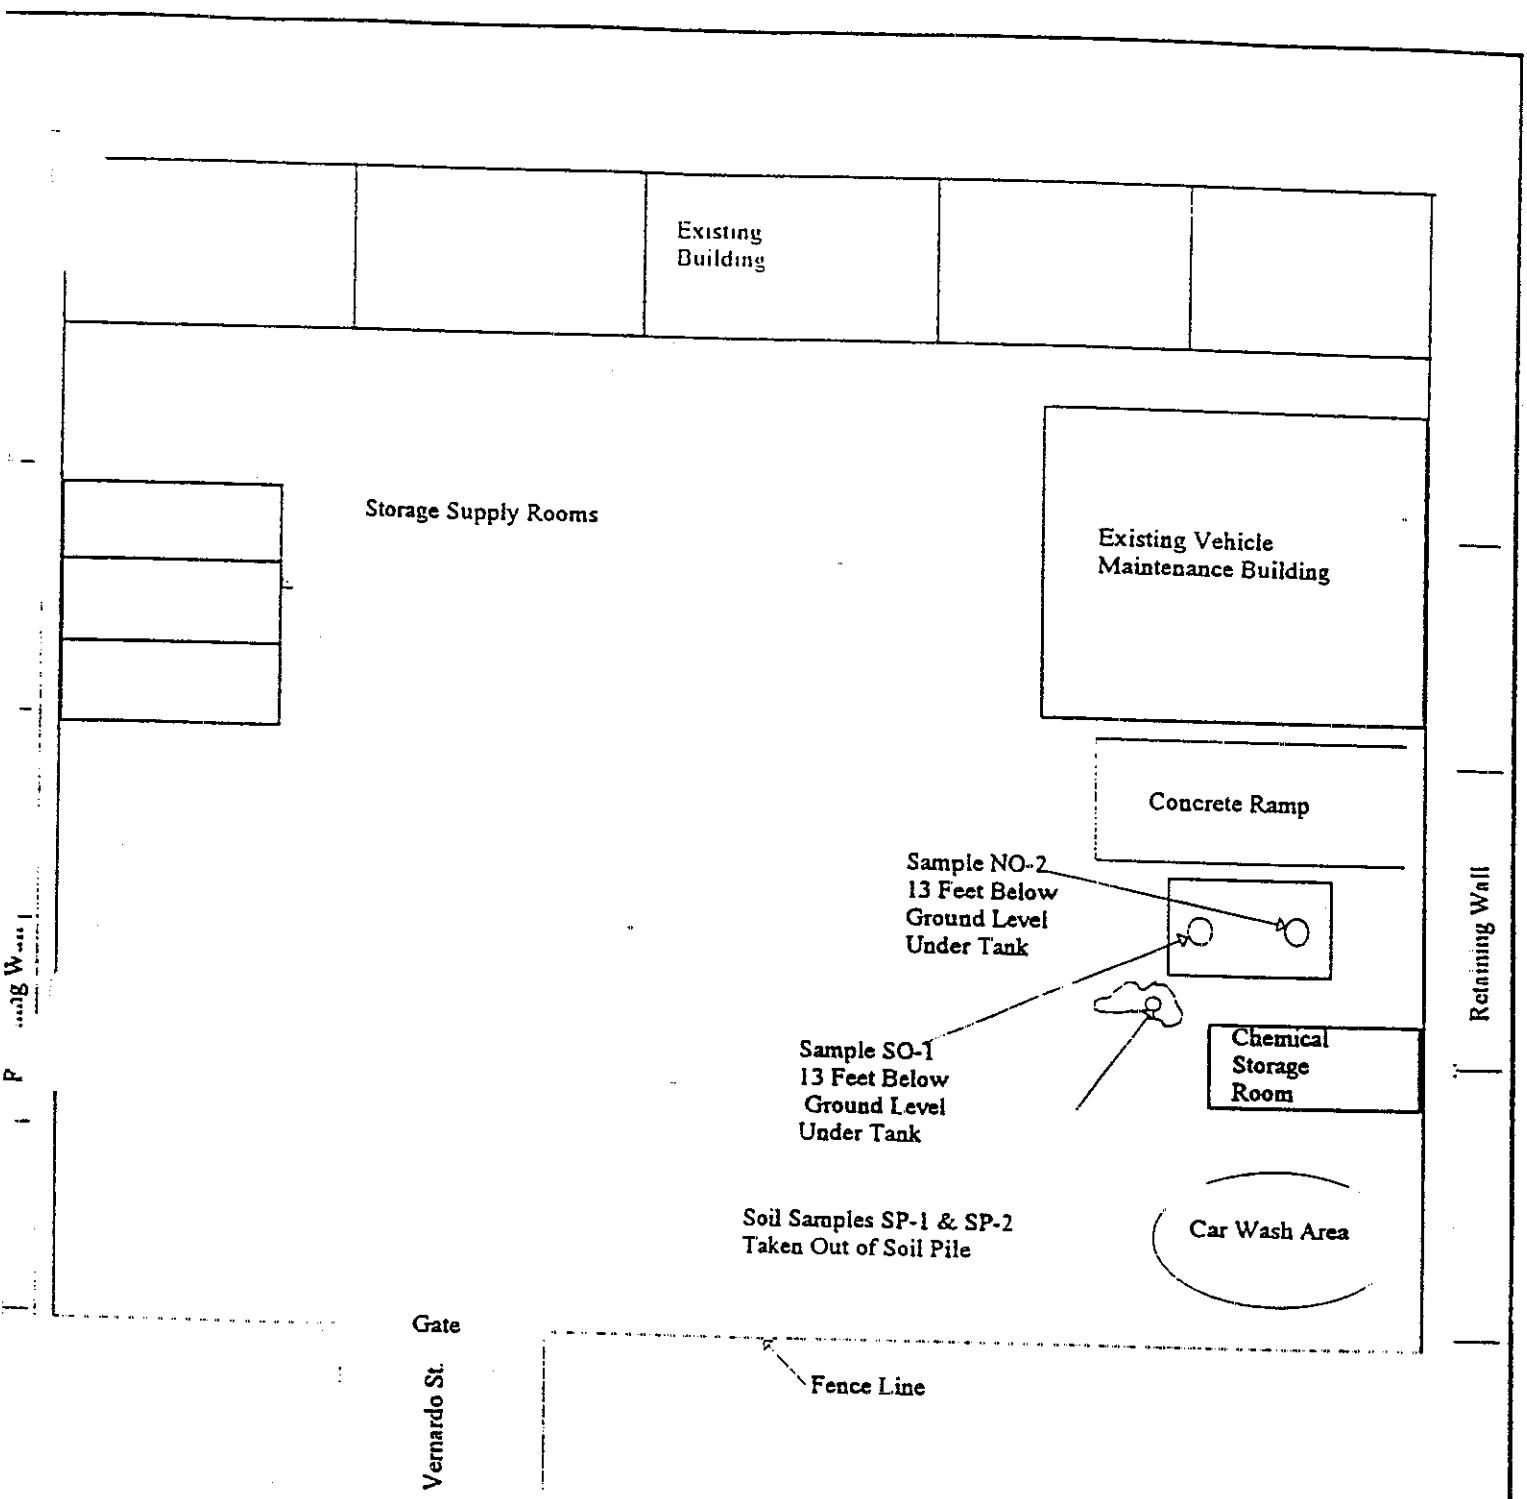 Existing
Building
Storage Supply Rooms
Existing Vehicle
Maintenance Building
Concrete Ramp
Sample NO-2
13 Feet Below
Ground Level
Under Tank
Retaining Wall
Sample SO-1
13 Feet Below
Ground Level
Under Tank
Chemical
Storage
Room
Soil Samples SP-1 & SP-2
Taken Out of Soil Pile
Car Wash Area
Gate
Fence Line
Vernardo St.